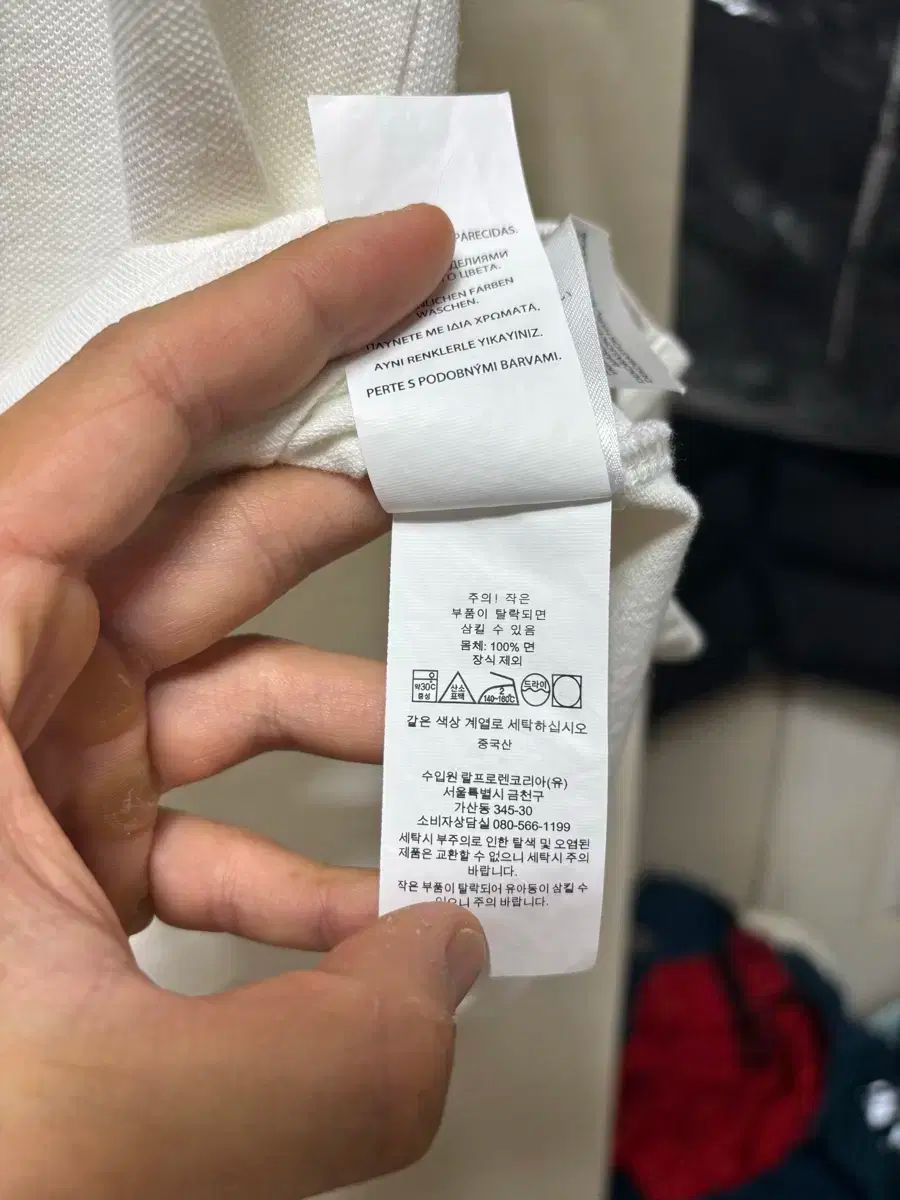 PARECIDAS.
ДЕЛИЯМИ
О ЦВЕТА.
NLICHEN FARBEN
WASCHEN.
ΠΛΥΝΕΤΕ ΜΕ ΙΔΙΑ ΧΡΩΜΑΤΑ.
AYNI RENKLERLE YIKAYINIZ.
PERTE S PODOBNÝMI BARVAMI.
주의! 작은
부품이 탈락되면
삼킬 수 있음
몸체: 100% 면
장식 제외
약30℃ 중성 산소 표백 2 140~160℃ 드라이
같은 색상 계열로 세탁하십시오
중국산
수입원 랄프로렌코리아(유)
서울특별시 금천구
가산동 345-30
소비자상담실 080-566-1199
세탁시 부주의로 인한 탈색 및 오염된
제품은 교환할 수 없으니 세탁시 주의
바랍니다.
작은 부품이 탈락되어 유아동이 삼킬 수
있으니 주의 바랍니다.